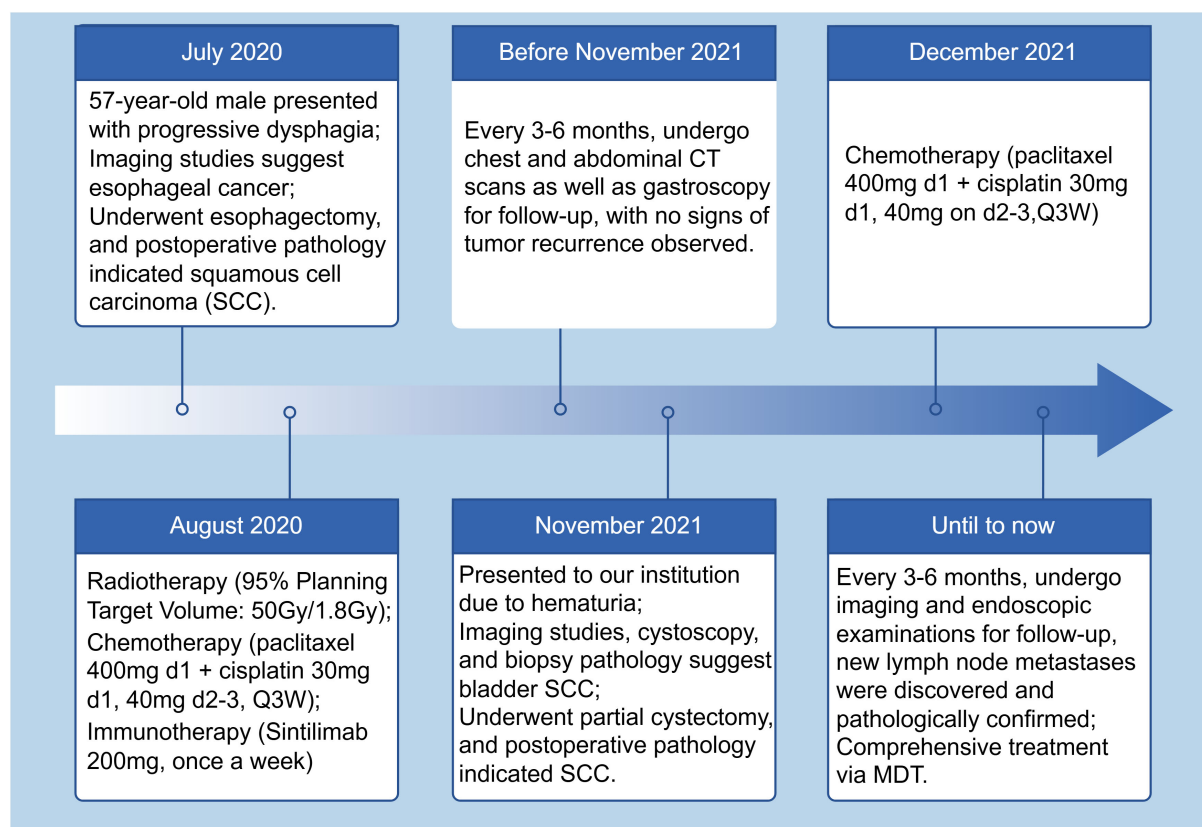 July 2020
57-year-old male presented
with progressive dysphagia;
Imaging studies suggest
esophageal cancer;
Underwent esophagectomy,
and postoperative pathology
indicated squamous cell
carcinoma (SCC).
Before November 2021
Every 3-6 months, undergo
chest and abdominal CT
scans as well as gastroscopy
for follow-up, with no signs of
tumor recurrence observed.
December 2021
Chemotherapy (paclitaxel
400mg d1 + cisplatin 30mg
d1, 40mg on d2-3,Q3W)
August 2020
Radiotherapy (95% Planning
Target Volume: 50Gy/1.8Gy);
Chemotherapy (paclitaxel
400mg d1 + cisplatin 30mg
d1, 40mg d2-3, Q3W);
Immunotherapy (Sintilimab
200mg, once a week)
November 2021
Presented to our institution
due to hematuria;
Imaging studies, cystoscopy,
and biopsy pathology suggest
bladder SCC;
Underwent partial cystectomy,
and postoperative pathology
indicated SCC.
Until to now
Every 3-6 months, undergo
imaging and endoscopic
examinations for follow-up,
new lymph node metastases
were discovered and
pathologically confirmed;
Comprehensive treatment
via MDT.